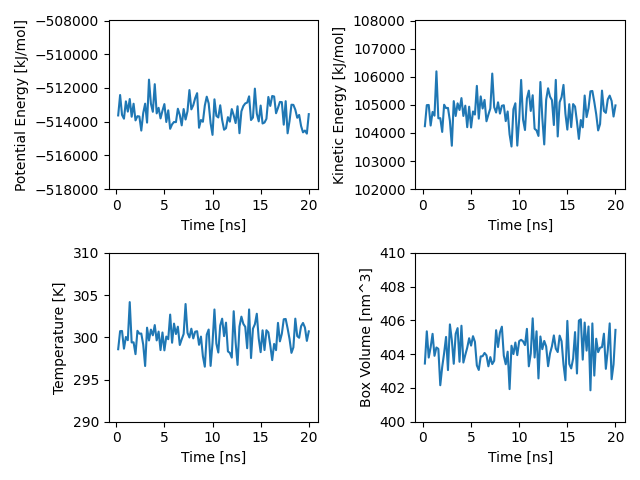 Potential Energy [kJ/mol]
−508000
−510000
−512000
−514000
−516000
−518000
0 5 10 15 20
Time [ns]
Kinetic Energy [kJ/mol]
108000
107000
106000
105000
104000
103000
102000
0 5 10 15 20
Time [ns]
Temperature [K]
310
305
300
295
290
0 5 10 15 20
Time [ns]
Box Volume [nm^3]
410
408
406
404
402
400
0 5 10 15 20
Time [ns]